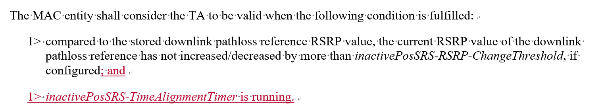 The MAC entity shall consider the TA to be valid when the following condition is fulfilled:
1> compared to the stored downlink pathloss reference RSRP value, the current RSRP value of the downlink
pathloss reference has not increased/decreased by more than inactivePosSRS-RSRP-ChangeThreshold, if
configured; and
1> inactivePosSRS-TimeAlignmentTimer is running.